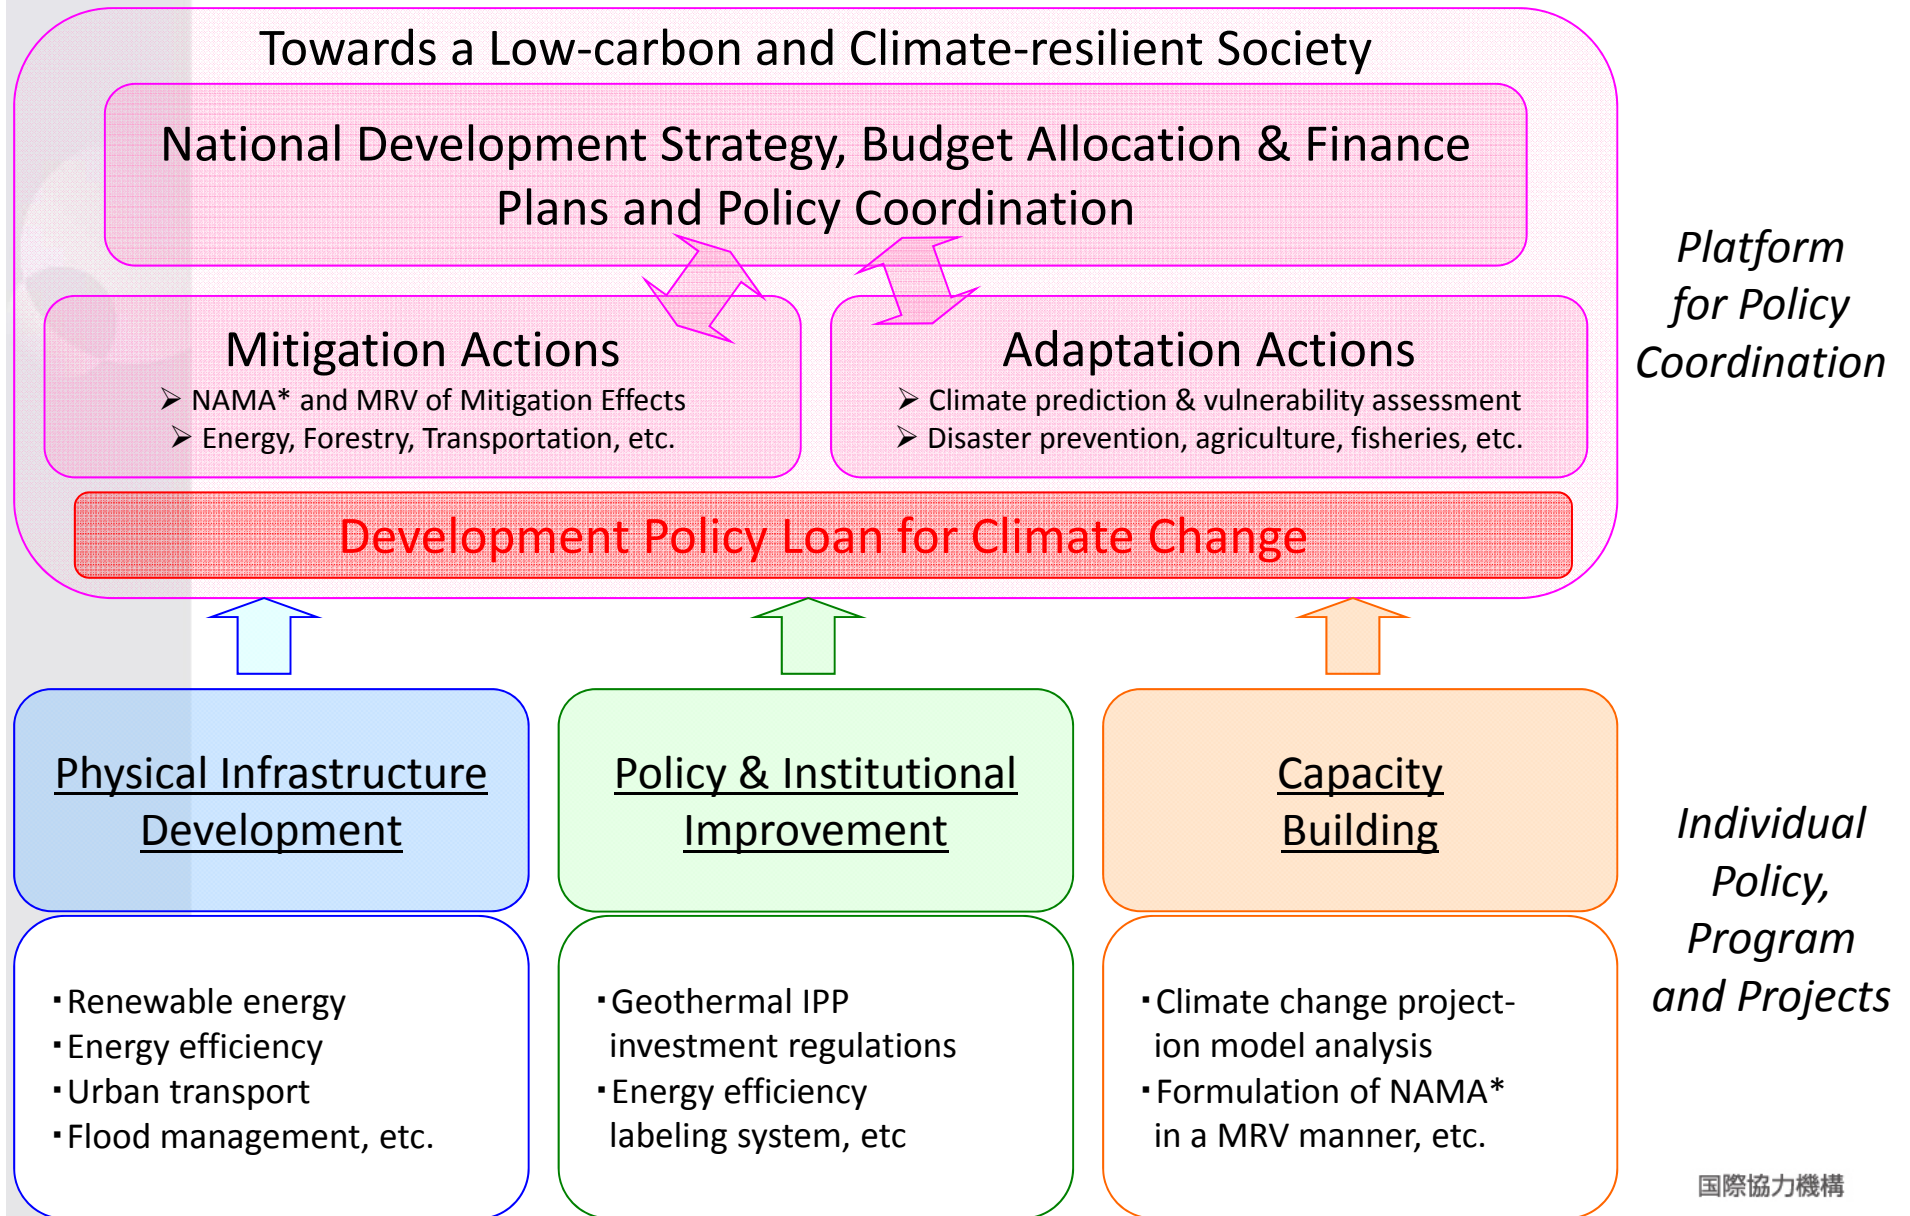 Towards a Low-carbon and Climate-resilient Society
National Development Strategy, Budget Allocation & Finance
Plans and Policy Coordination
Mitigation Actions
➢ NAMA* and MRV of Mitigation Effects
➢ Energy, Forestry, Transportation, etc.
Adaptation Actions
➢ Climate prediction & vulnerability assessment
➢ Disaster prevention, agriculture, fisheries, etc.
Development Policy Loan for Climate Change
Platform
for Policy
Coordination
Physical Infrastructure
Development
・Renewable energy
・Energy efficiency
・Urban transport
・Flood management, etc.
Policy & Institutional
Improvement
・Geothermal IPP
investment regulations
・Energy efficiency
labeling system, etc
Capacity
Building
・Climate change project-
ion model analysis
・Formulation of NAMA*
in a MRV manner, etc.
Individual
Policy,
Program
and Projects
国際協力機構